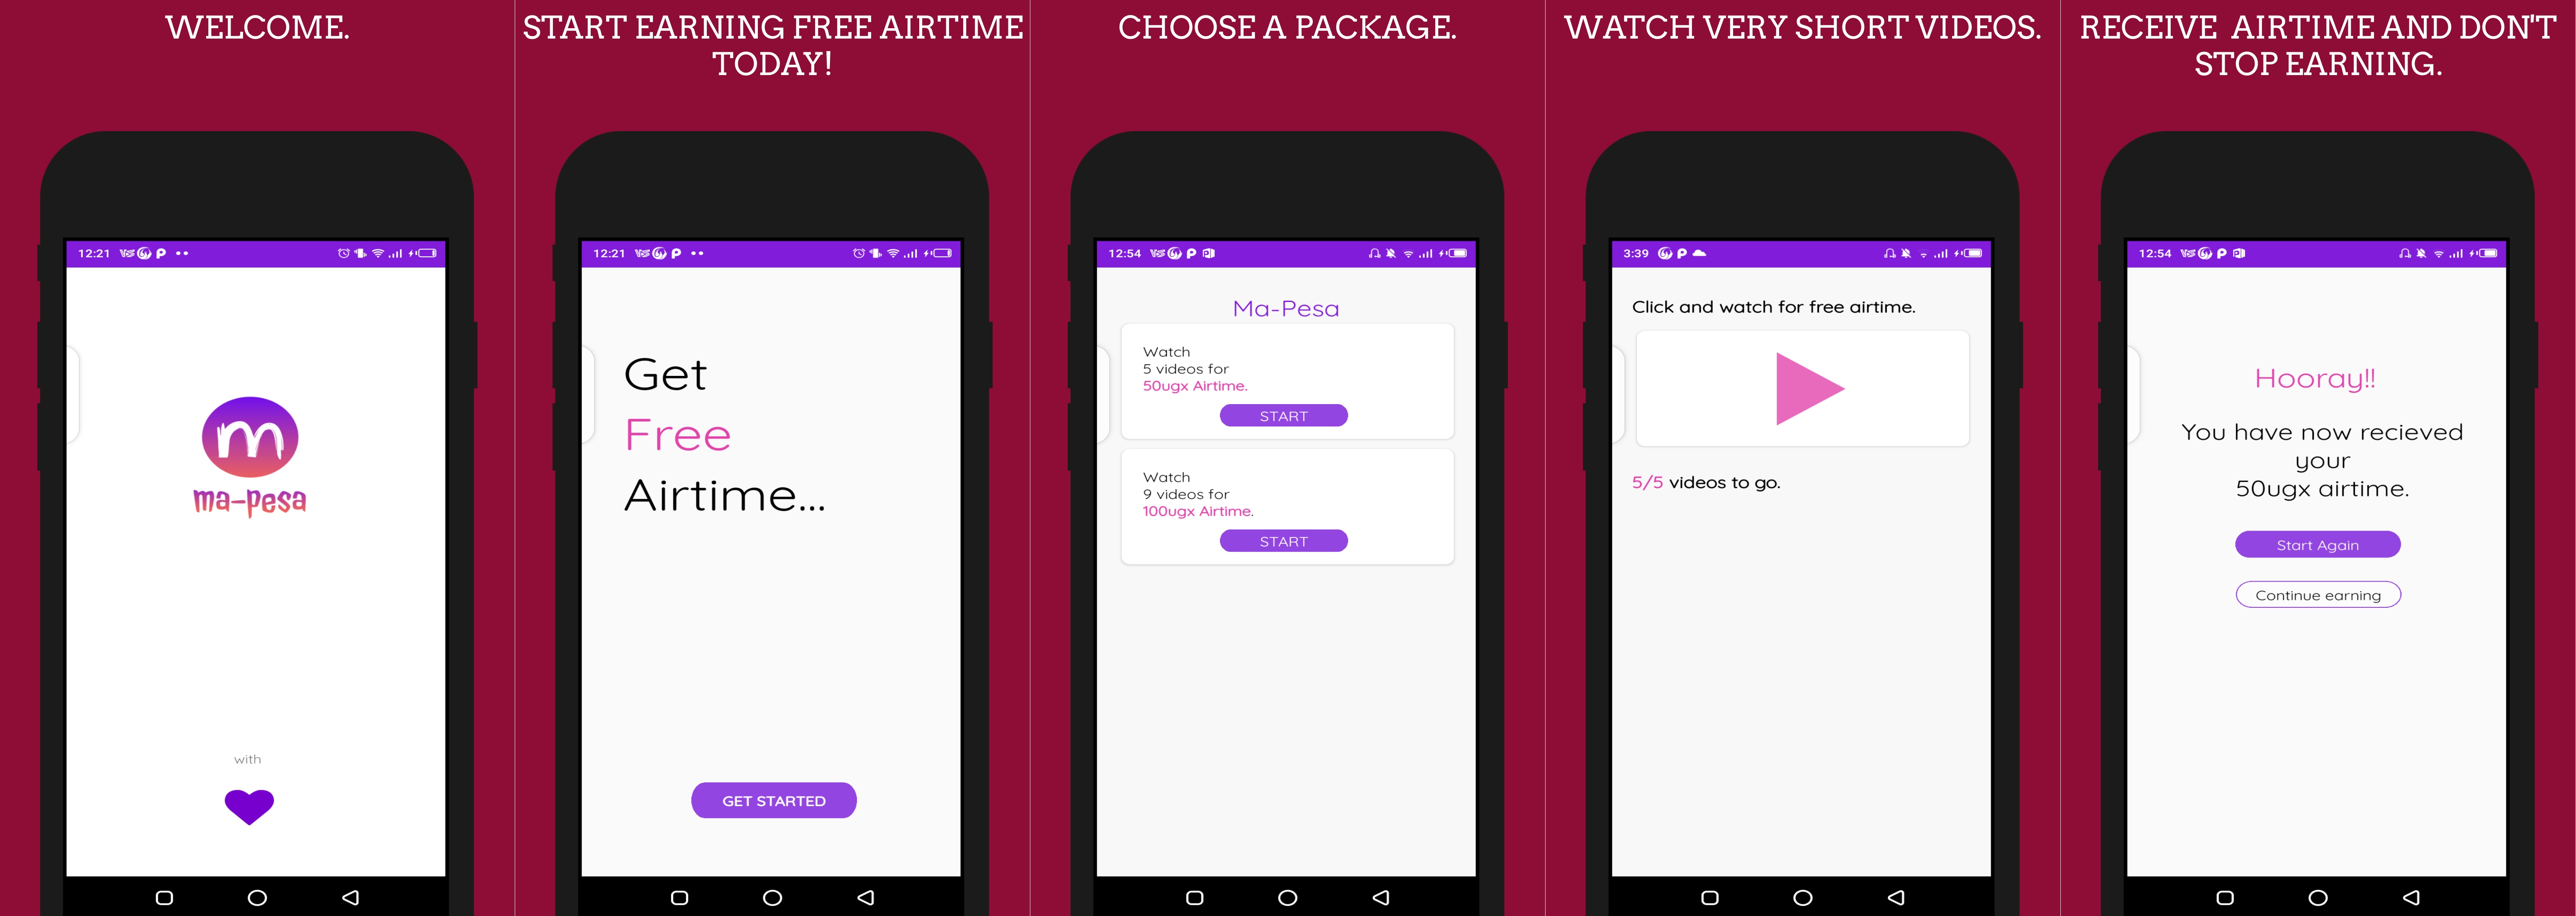 WELCOME.
12:21
m
ma-pesa
with
START EARNING FREE AIRTIME
TODAY!
12:21
Get
Free
Airtime...
GET STARTED
CHOOSE A PACKAGE.
12:54
Ma-Pesa
Watch
5 videos for
50ugx Airtime.
START
Watch
9 videos for
100ugx Airtime.
START
WATCH VERY SHORT VIDEOS.
3:39
Click and watch for free airtime.
5/5 videos to go.
RECEIVE AIRTIME AND DON'T
STOP EARNING.
12:54
Hooray!!
You have now recieved
your
50ugx airtime.
Start Again
Continue earning